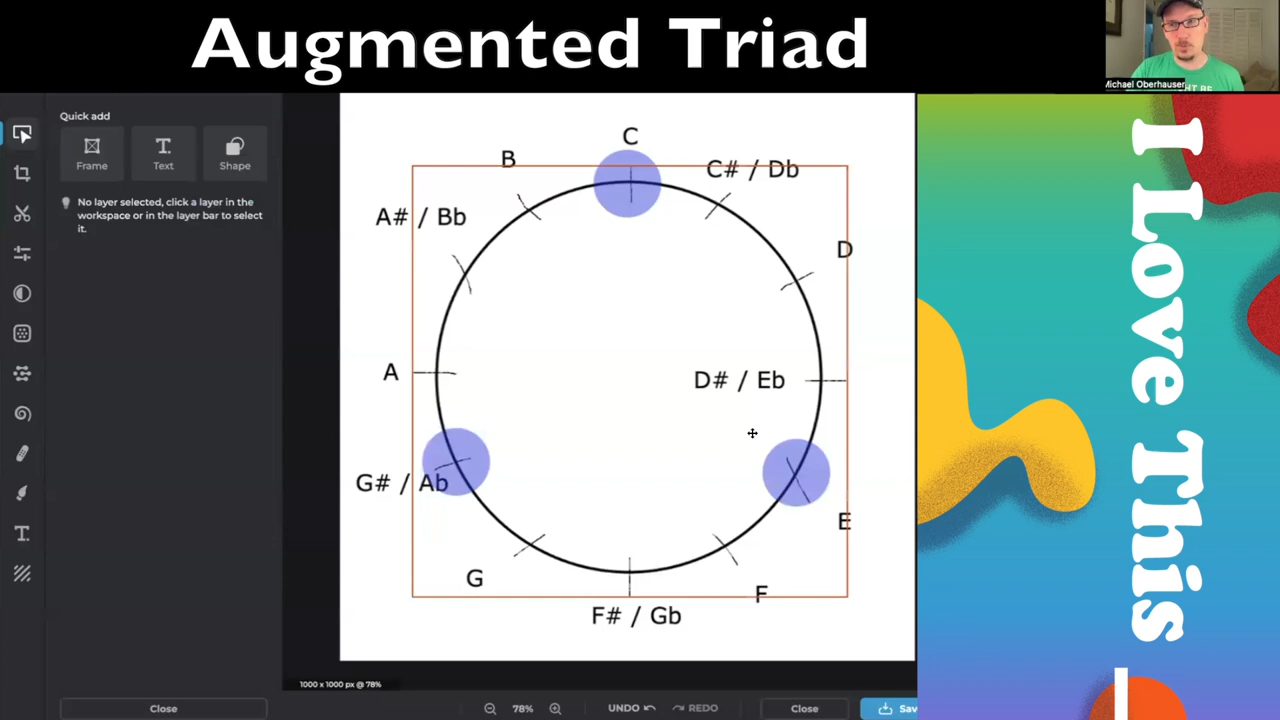 Augmented Triad
Michael Oberhauser
Quick add
Frame
Text
Shape
No layer selected, click a layer in the
workspace or in the layer bar to select
it.
C
B
C# / Db
A# / Bb
D
A
D# / Eb
G# / Ab
E
G
F
F# / Gb
I Love This
1000 x 1000 px @ 78%
Close
78%
UNDO
REDO
Close